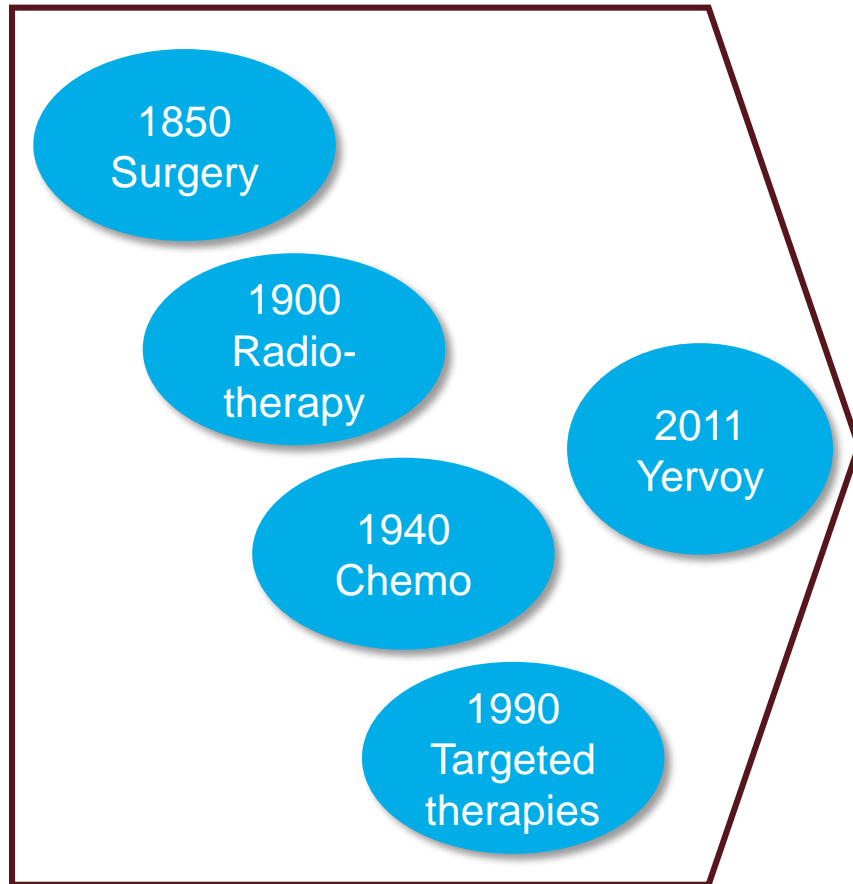 1850
Surgery
1900
Radio-
therapy
1940
Chemo
2011
Yervoy
1990
Targeted
therapies